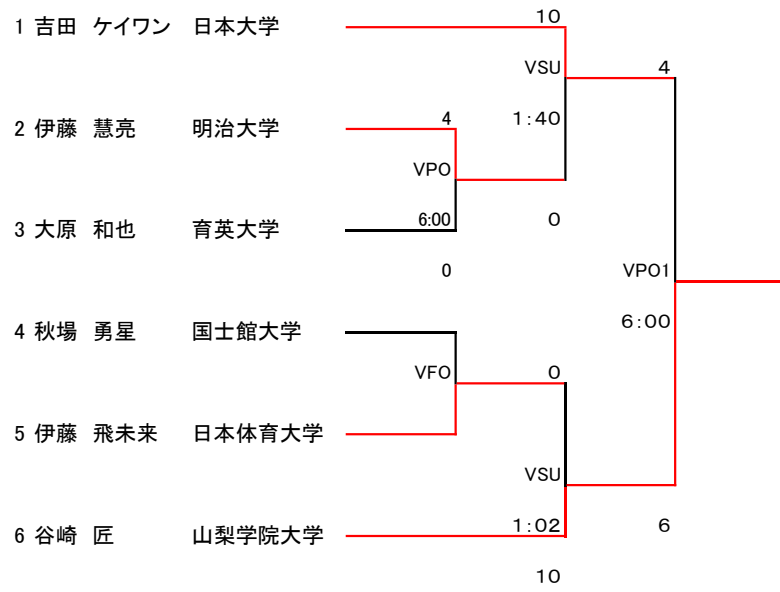 10
1 吉田 ケイワン 日本大学
VSU 4
2 伊藤 慧亮 明治大学 4 1:40
VPO
3 大原 和也 育英大学 6:00 0
0 VPO1
4 秋場 勇星 国士館大学 6:00
VFO 0
5 伊藤 飛未来 日本体育大学
VSU
6 谷崎 匠 山梨学院大学 1:02 6
10